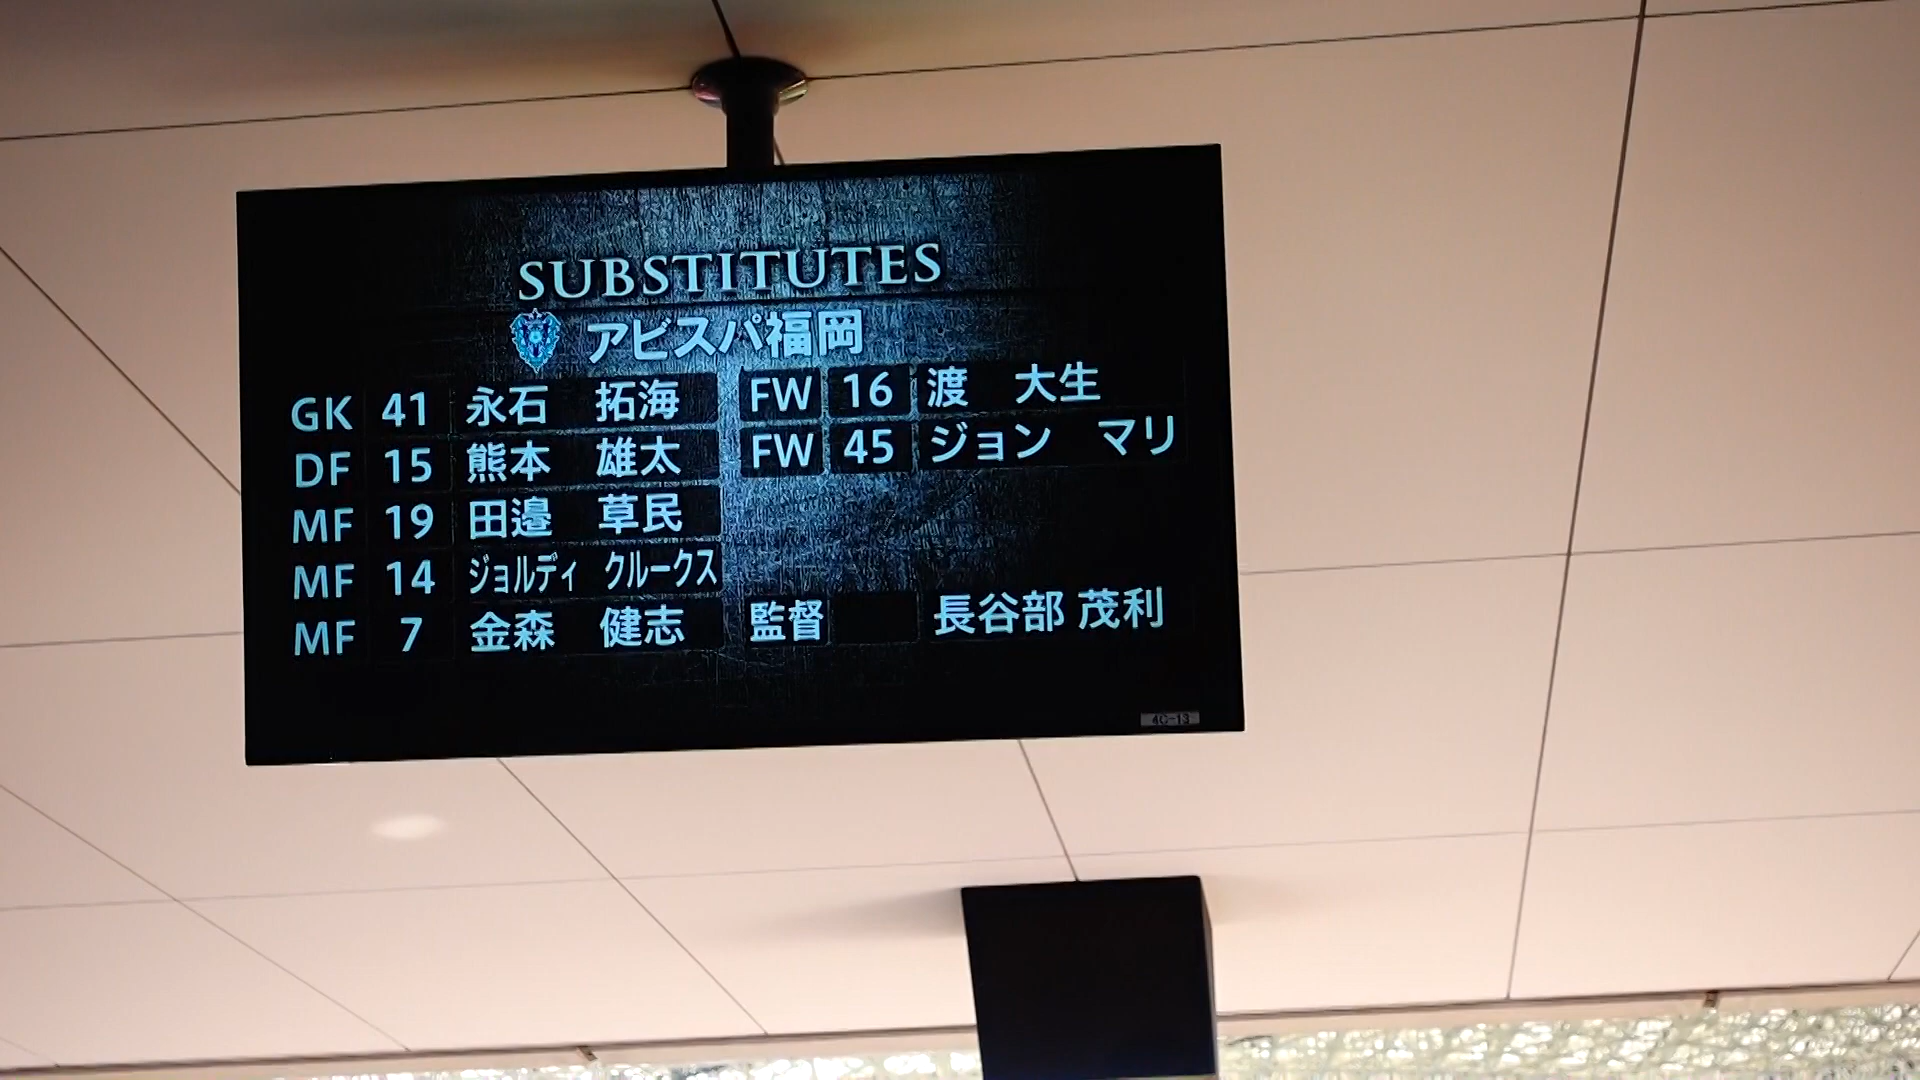 SUBSTITUTES
アビスパ福岡
GK 41 永石 拓海
DF 15 熊本 雄太
MF 19 田邉 草民
MF 14 ジョルディ クルークス
MF 7 金森 健志
FW 16 渡 大生
FW 45 ジョン マリ
監督 長谷部 茂利
4C-13